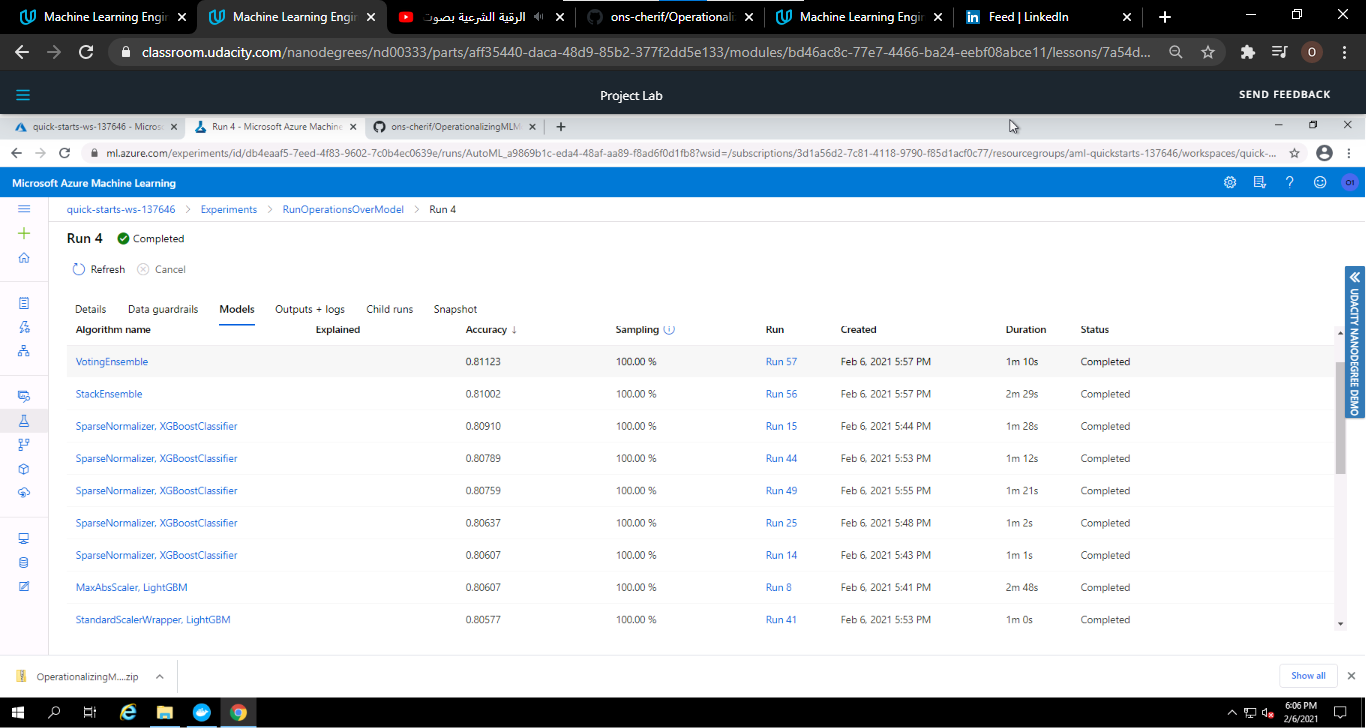 Machine Learning Engin
Machine Learning Engin
الرقية الشرعية بصوت
ons-cherif/Operationaliz
Machine Learning Engin
Feed | LinkedIn
classroom.udacity.com/nanodegrees/nd00333/parts/aff35440-daca-48d9-85b2-377f2dd5e133/modules/bd46ac8c-77e7-4466-ba24-eebf08abce11/lessons/7a54d...
O
Project Lab
SEND FEEDBACK
quick-starts-ws-137646 - Micros
Run 4 - Microsoft Azure Machine
ons-cherif/OperationalizingMLMi
ml.azure.com/experiments/id/db4eaaf5-7eed-4f83-9602-7c0b4ec0639e/runs/AutoML_a9869b1c-eda4-48af-aa89-f8ad6f0d1fb8?wsid=/subscriptions/3d1a56d2-7c81-4118-9790-f85d1acf0c77/resourcegroups/aml-quickstarts-137646/workspaces/quick-...
Microsoft Azure Machine Learning
quick-starts-ws-137646 > Experiments > RunOperationsOverModel > Run 4
Run 4 Completed
Refresh Cancel
Details Data guardrails Models Outputs + logs Child runs Snapshot
Algorithm name Explained Accuracy ↓ Sampling Run Created Duration Status
VotingEnsemble 0.81123 100.00 % Run 57 Feb 6, 2021 5:57 PM 1m 10s Completed
StackEnsemble 0.81002 100.00 % Run 56 Feb 6, 2021 5:57 PM 2m 29s Completed
SparseNormalizer, XGBoostClassifier 0.80910 100.00 % Run 15 Feb 6, 2021 5:44 PM 1m 28s Completed
SparseNormalizer, XGBoostClassifier 0.80789 100.00 % Run 44 Feb 6, 2021 5:53 PM 1m 12s Completed
SparseNormalizer, XGBoostClassifier 0.80759 100.00 % Run 49 Feb 6, 2021 5:55 PM 1m 21s Completed
SparseNormalizer, XGBoostClassifier 0.80637 100.00 % Run 25 Feb 6, 2021 5:48 PM 1m 2s Completed
SparseNormalizer, XGBoostClassifier 0.80607 100.00 % Run 14 Feb 6, 2021 5:43 PM 1m 1s Completed
MaxAbsScaler, LightGBM 0.80607 100.00 % Run 8 Feb 6, 2021 5:41 PM 2m 48s Completed
StandardScalerWrapper, LightGBM 0.80577 100.00 % Run 41 Feb 6, 2021 5:53 PM 1m 0s Completed
UDACITY NANODEGREE DEMO
OperationalizingM....zip
Show all
6:06 PM
2/6/2021